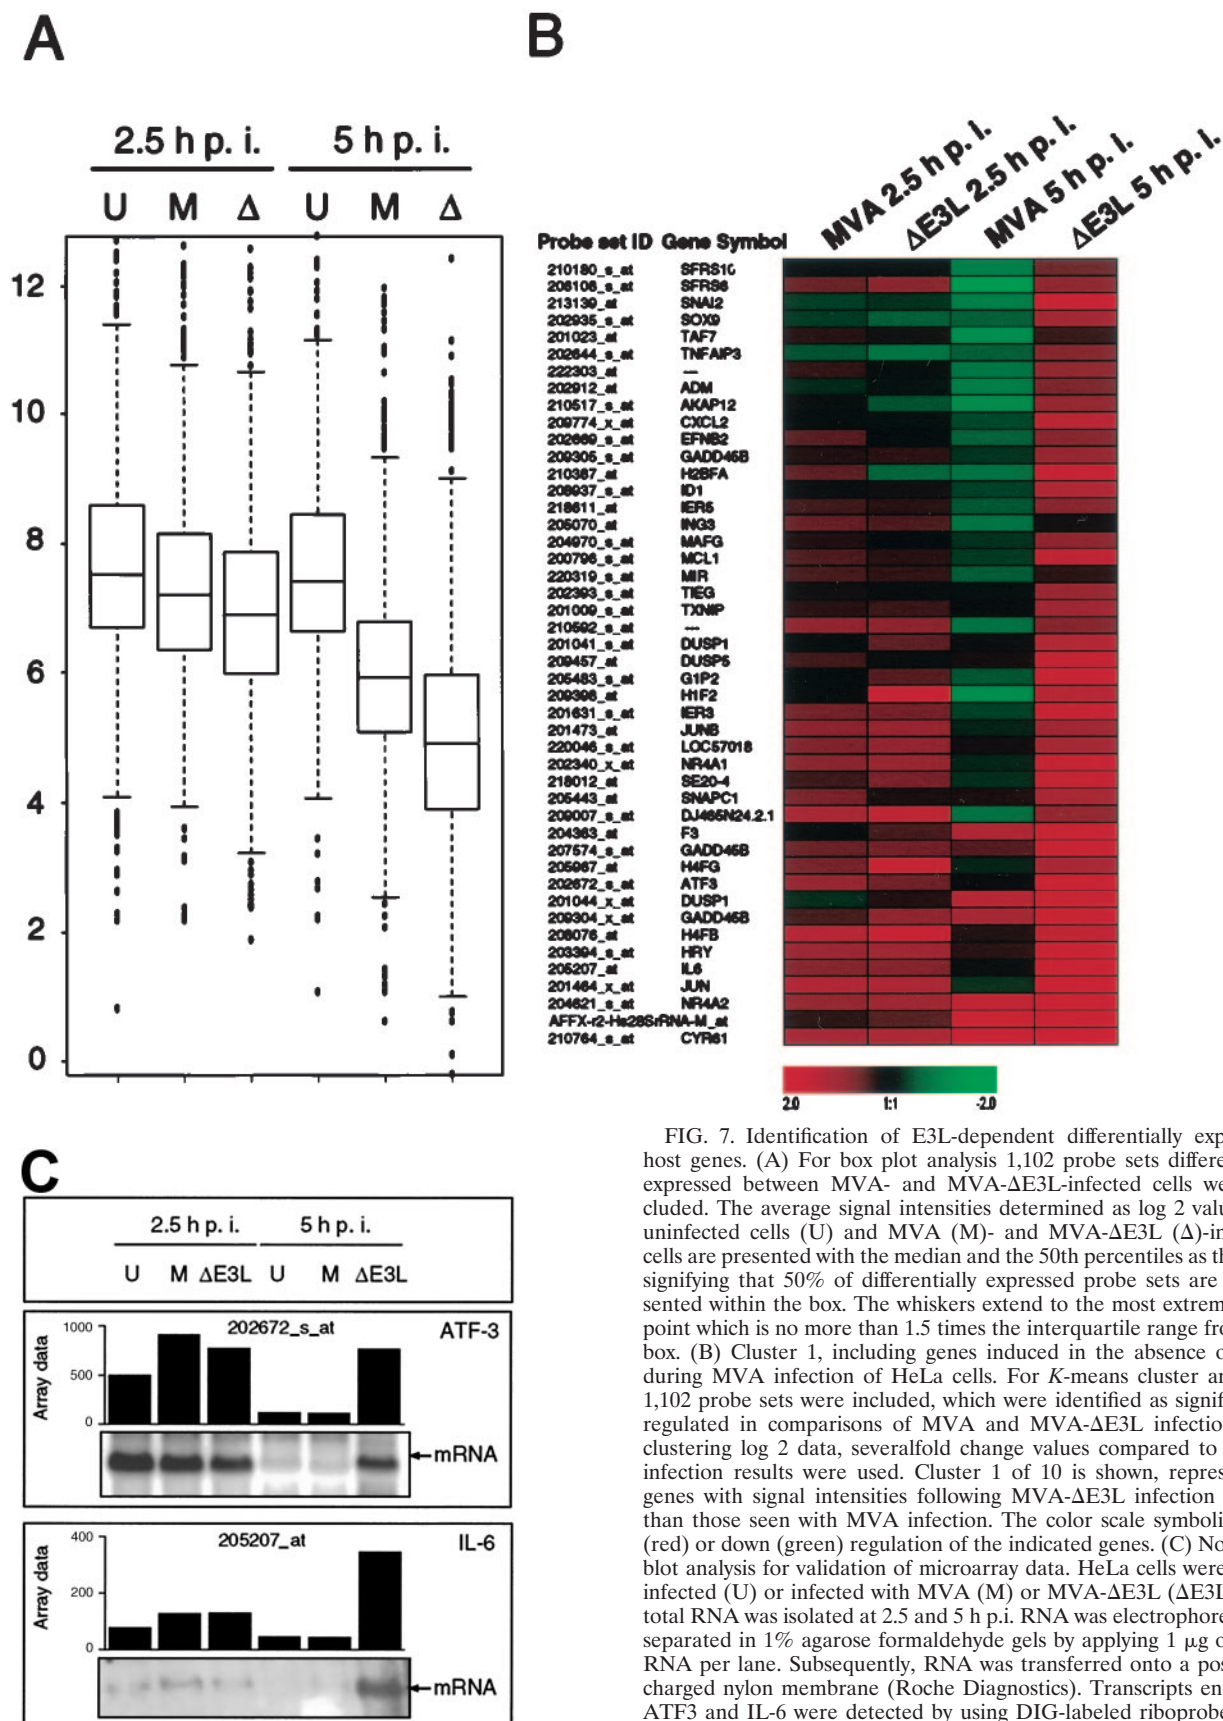 A
2.5 h p. i. 5 h p. i.
U M Δ U M Δ
12
10
8
6
4
2
0
B
MVA 2.5 h p. i.
ΔE3L 2.5 h p. i.
MVA 5 h p. i.
ΔE3L 5 h p. i.
Probe set ID Gene Symbol
210180_s_at SFRS10
206108_s_at SFRS6
213139_at SNAI2
202935_s_at SOX9
201023_at TAF7
202644_s_at TNFAIP3
222303_at ---
202912_at ADM
210517_s_at AKAP12
209774_x_at CXCL2
202669_s_at EFNB2
209305_s_at GADD45B
210387_at H2BFA
208937_s_at ID1
218611_at IER5
205070_at ING3
204970_s_at MAFG
200796_s_at MCL1
220319_s_at MIR
202393_s_at TIEG
201009_s_at TXNIP
210592_s_at ---
201041_s_at DUSP1
209457_at DUSP5
205483_s_at G1P2
209398_at H1F2
201631_s_at IER3
201473_at JUNB
220046_s_at LOC57018
202340_x_at NR4A1
218012_at SE20-4
205443_at SNAPC1
209007_s_at DJ465N24.2.1
204363_at F3
207574_s_at GADD45B
205967_at H4FG
202672_s_at ATF3
201044_x_at DUSP1
209304_x_at GADD45B
208076_at H4FB
203394_s_at HRY
205207_at IL6
201464_x_at JUN
204621_s_at NR4A2
AFFX-r2-Hs28SrRNA-M_at
210764_s_at CYR61
2.0 1:1 -2.0
C
2.5 h p. i. 5 h p. i.
U M ΔE3L U M ΔE3L
Array data
1000
500
0
202672_s_at
ATF-3
mRNA
Array data
400
200
0
205207_at
IL-6
mRNA
FIG. 7. Identification of E3L-dependent differentially exp
host genes. (A) For box plot analysis 1,102 probe sets differe
expressed between MVA- and MVA-ΔE3L-infected cells we
cluded. The average signal intensities determined as log 2 valu
uninfected cells (U) and MVA (M)- and MVA-ΔE3L (Δ)-in
cells are presented with the median and the 50th percentiles as th
signifying that 50% of differentially expressed probe sets are
sented within the box. The whiskers extend to the most extrem
point which is no more than 1.5 times the interquartile range fro
box. (B) Cluster 1, including genes induced in the absence o
during MVA infection of HeLa cells. For K-means cluster an
1,102 probe sets were included, which were identified as signif
regulated in comparisons of MVA and MVA-ΔE3L infection
clustering log 2 data, severalfold change values compared to
infection results were used. Cluster 1 of 10 is shown, repres
genes with signal intensities following MVA-ΔE3L infection
than those seen with MVA infection. The color scale symboli
(red) or down (green) regulation of the indicated genes. (C) No
blot analysis for validation of microarray data. HeLa cells were
infected (U) or infected with MVA (M) or MVA-ΔE3L (ΔE3L
total RNA was isolated at 2.5 and 5 h p.i. RNA was electrophore
separated in 1% agarose formaldehyde gels by applying 1 μg o
RNA per lane. Subsequently, RNA was transferred onto a pos
charged nylon membrane (Roche Diagnostics). Transcripts en
ATF3 and IL-6 were detected by using DIG-labeled riboprobe